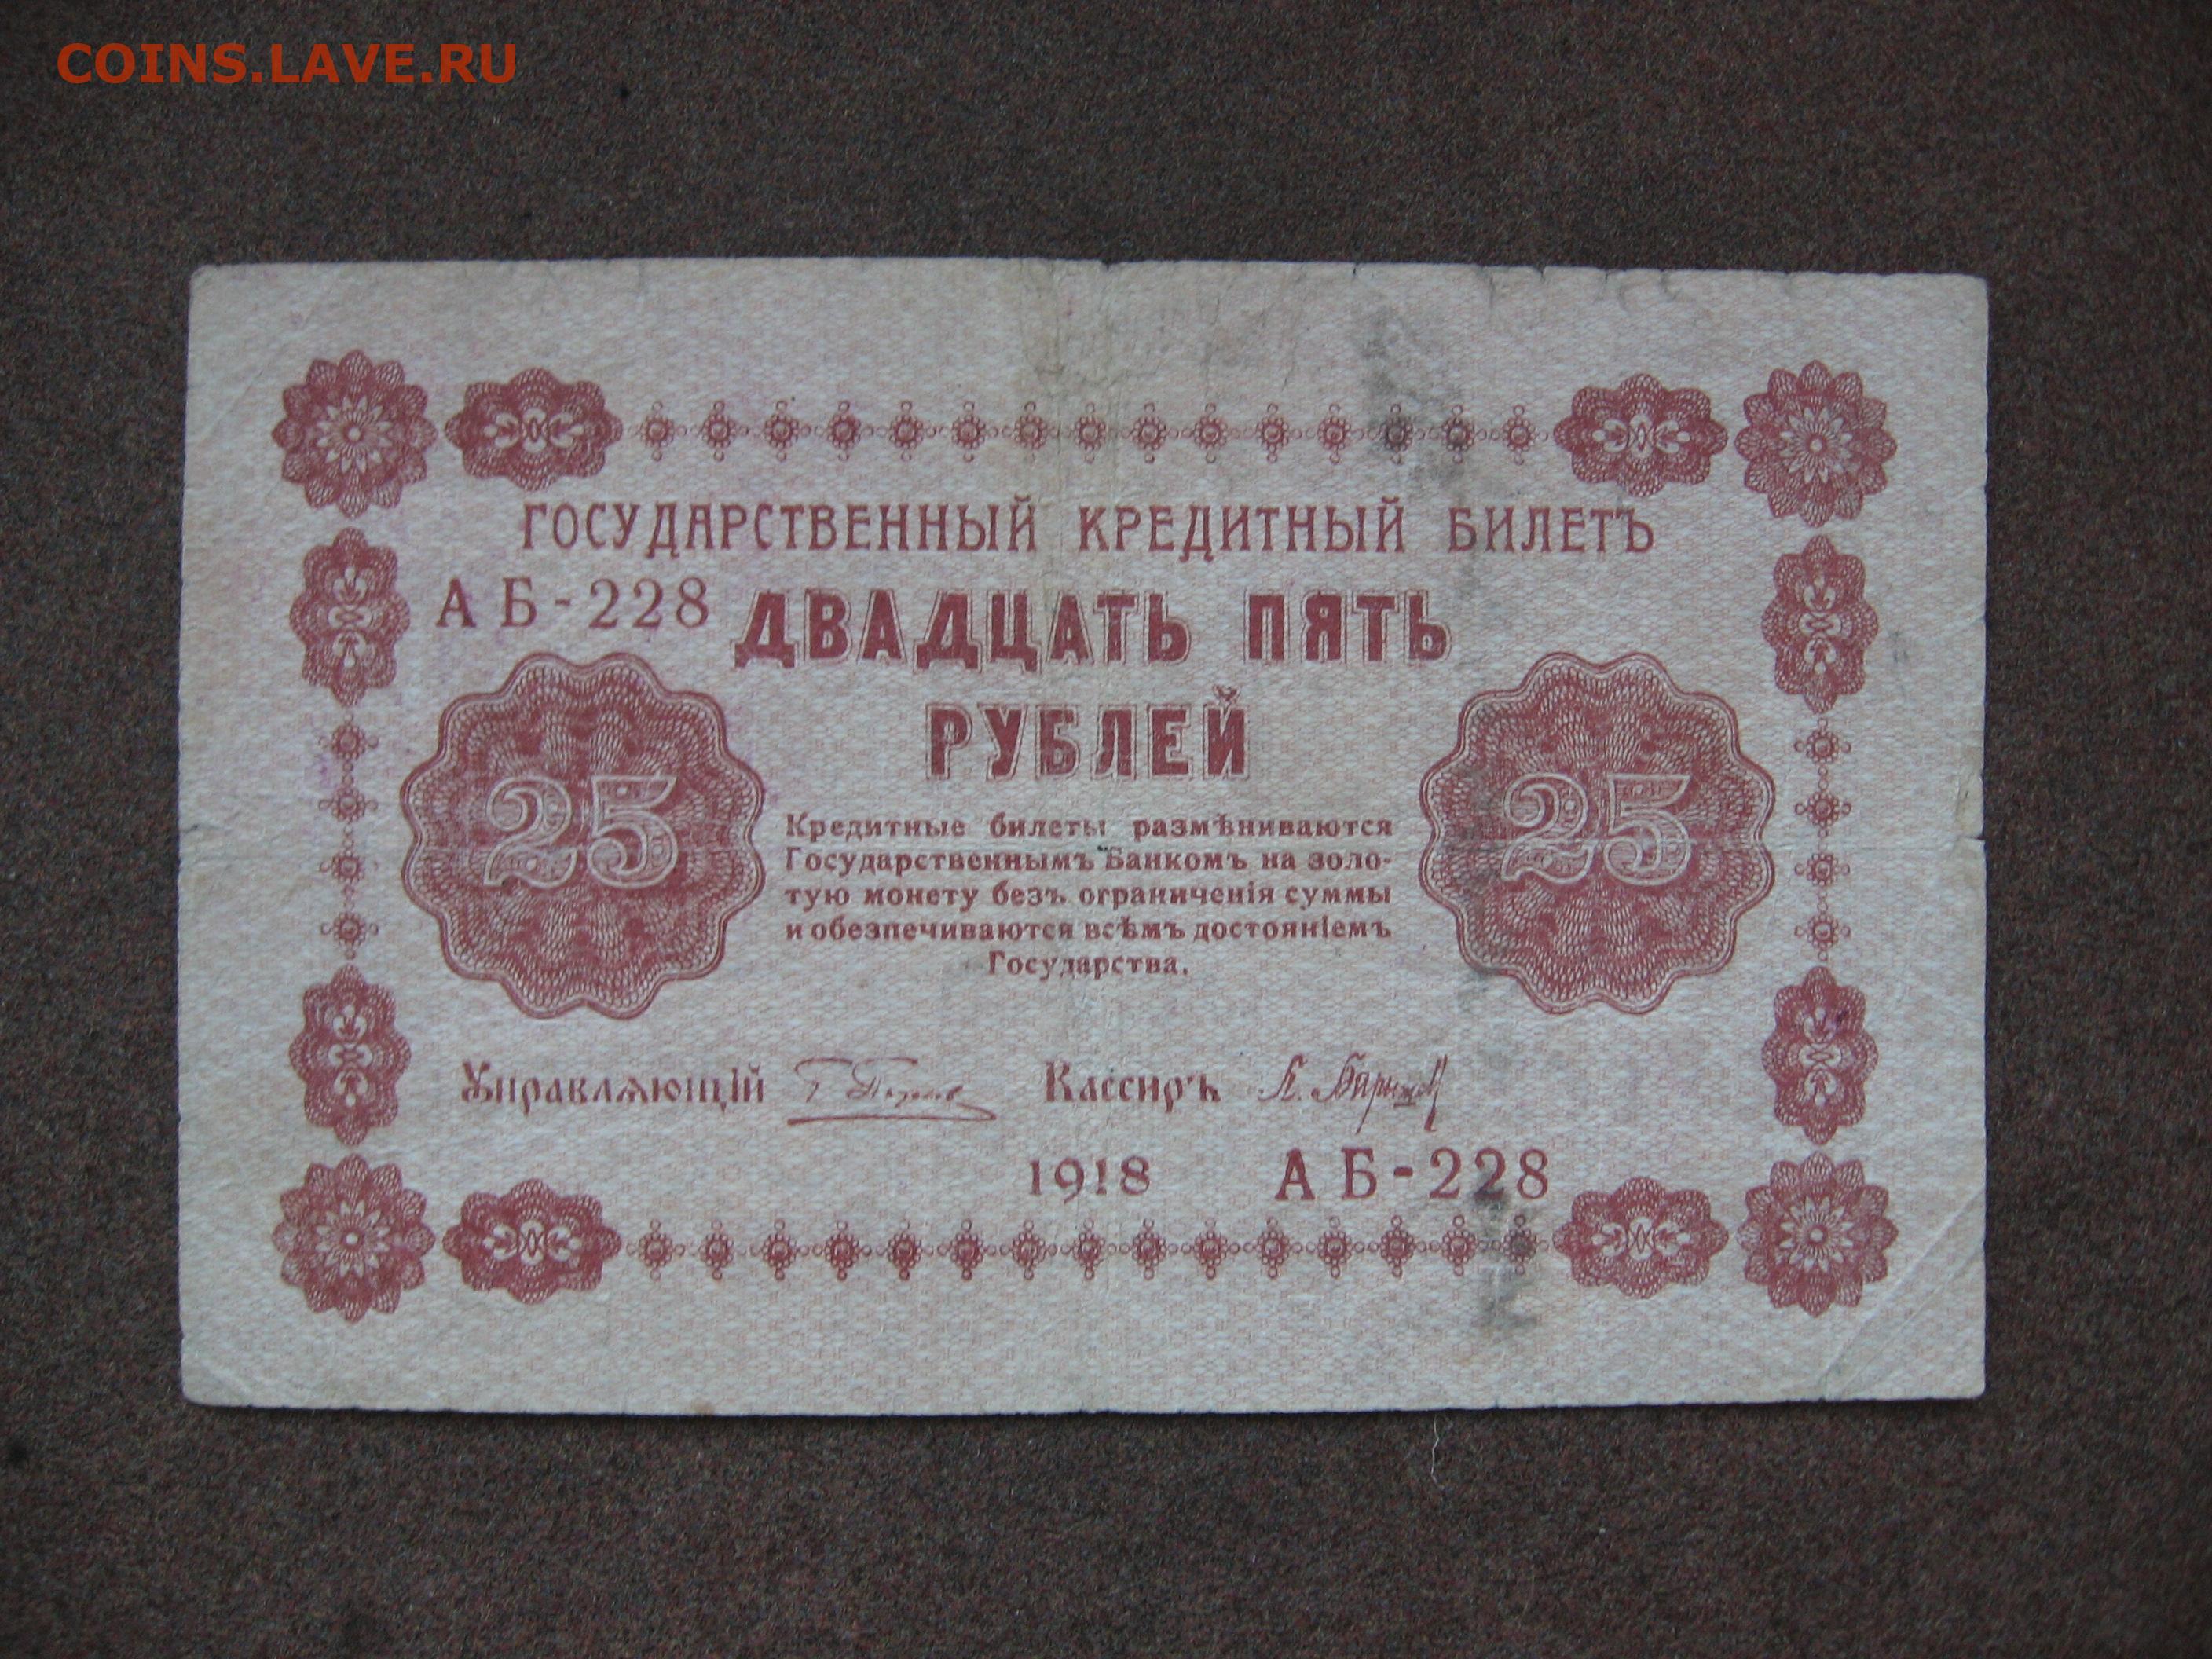 COINS.LAVE.RU
ГОСУДАРСТВЕННЫЙ КРЕДИТНЫЙ БИЛЕТЪ
АБ-228
ДВАДЦАТЬ ПЯТЬ
РУБЛЕЙ
25
25
Кредитные билеты размѣниваются
Государственнымъ Банкомъ на золо-
тую монету безъ ограниченія суммы
и обезпечиваются всѣмъ достояніемъ
Государства.
Управляющій
Кассиръ
1918 АБ-228